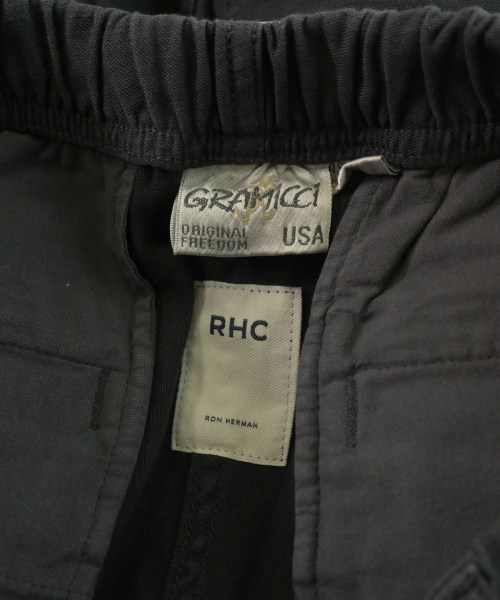 GRAMICCI
ORIGINAL FREEDOM USA
RHC
RON HERMAN